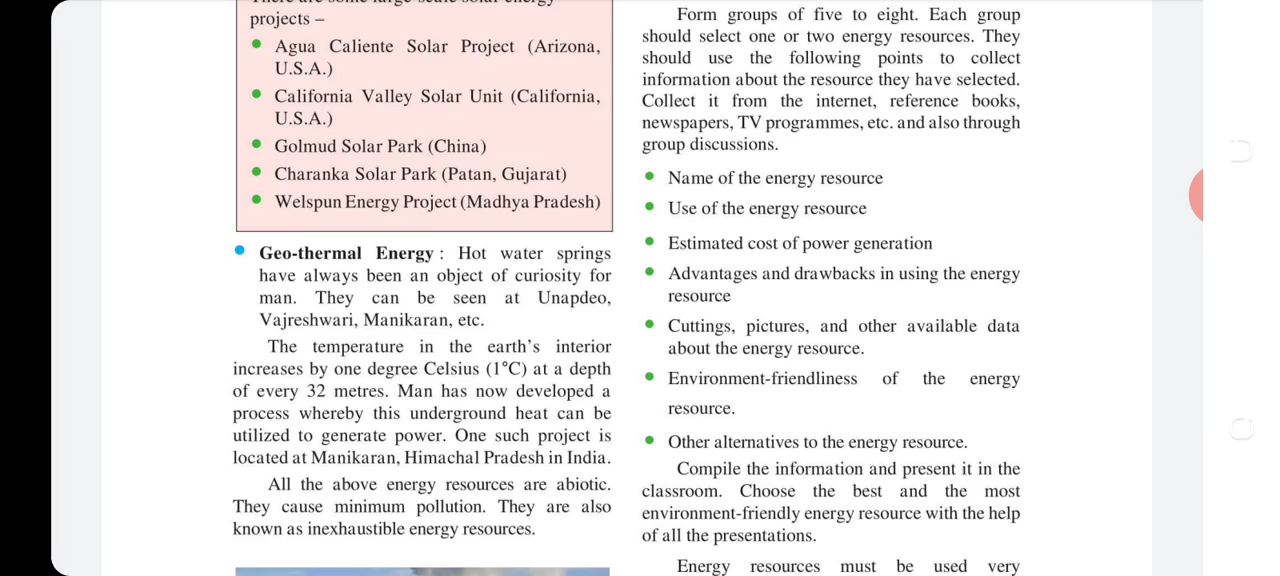 projects –
Agua Caliente Solar Project (Arizona,
U.S.A.)
California Valley Solar Unit (California,
U.S.A.)
Golmud Solar Park (China)
Charanka Solar Park (Patan, Gujarat)
Welspun Energy Project (Madhya Pradesh)
Geo-thermal Energy : Hot water springs
have always been an object of curiosity for
man. They can be seen at Unapdeo,
Vajreshwari, Manikaran, etc.
The temperature in the earth's interior
increases by one degree Celsius (1°C) at a depth
of every 32 metres. Man has now developed a
process whereby this underground heat can be
utilized to generate power. One such project is
located at Manikaran, Himachal Pradesh in India.
All the above energy resources are abiotic.
They cause minimum pollution. They are also
known as inexhaustible energy resources.
Form groups of five to eight. Each group
should select one or two energy resources. They
should use the following points to collect
information about the resource they have selected.
Collect it from the internet, reference books,
newspapers, TV programmes, etc. and also through
group discussions.
Name of the energy resource
Use of the energy resource
Estimated cost of power generation
Advantages and drawbacks in using the energy
resource
Cuttings, pictures, and other available data
about the energy resource.
Environment-friendliness of the energy
resource.
Other alternatives to the energy resource.
Compile the information and present it in the
classroom. Choose the best and the most
environment-friendly energy resource with the help
of all the presentations.
Energy resources must be used very